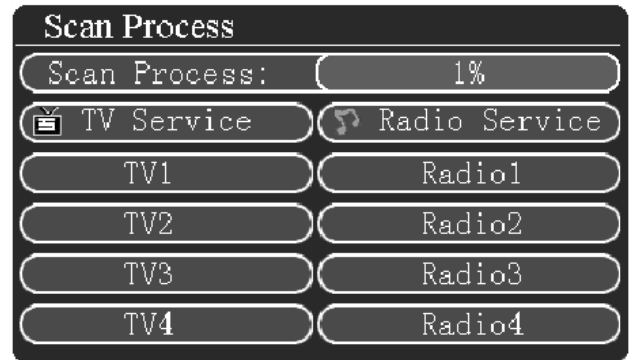 Scan Process
Scan Process: 1%
TV Service Radio Service
TV1 Radio1
TV2 Radio2
TV3 Radio3
TV4 Radio4